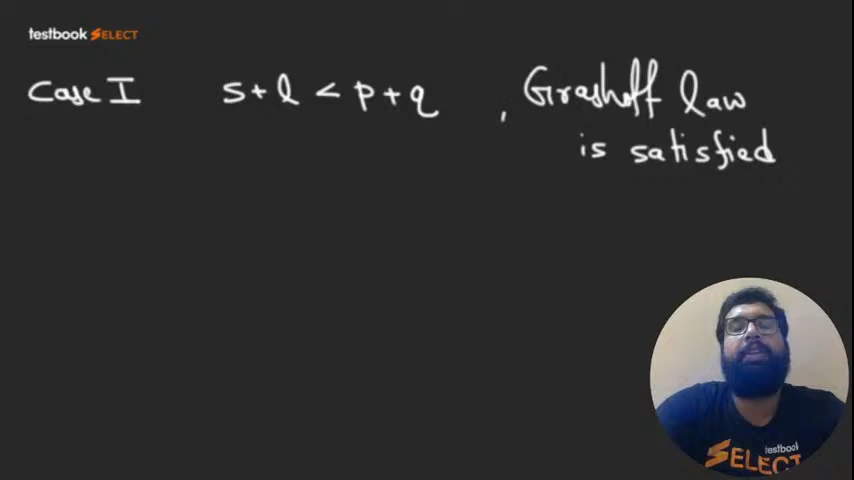 testbook SELECT
Case I s+l < p+q , Grashoff law
is satisfied
testbook
SELECT